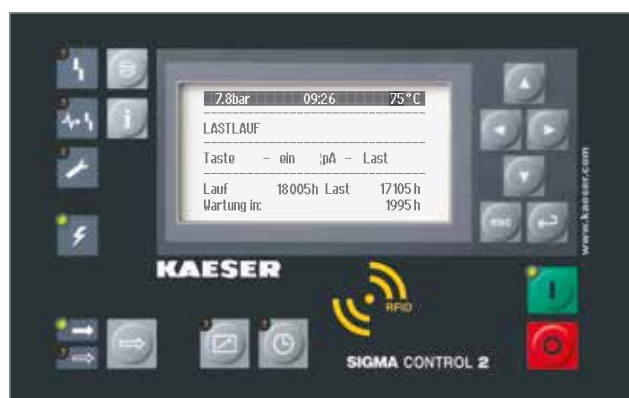 7.8bar 09:26 75°C
LASTLAUF
Taste - ein ¦pA - Last
Lauf 18005h Last 17105h
Wartung in: 1995h
esc
www.kaeser.com
KAESER
RFID
SIGMA CONTROL 2